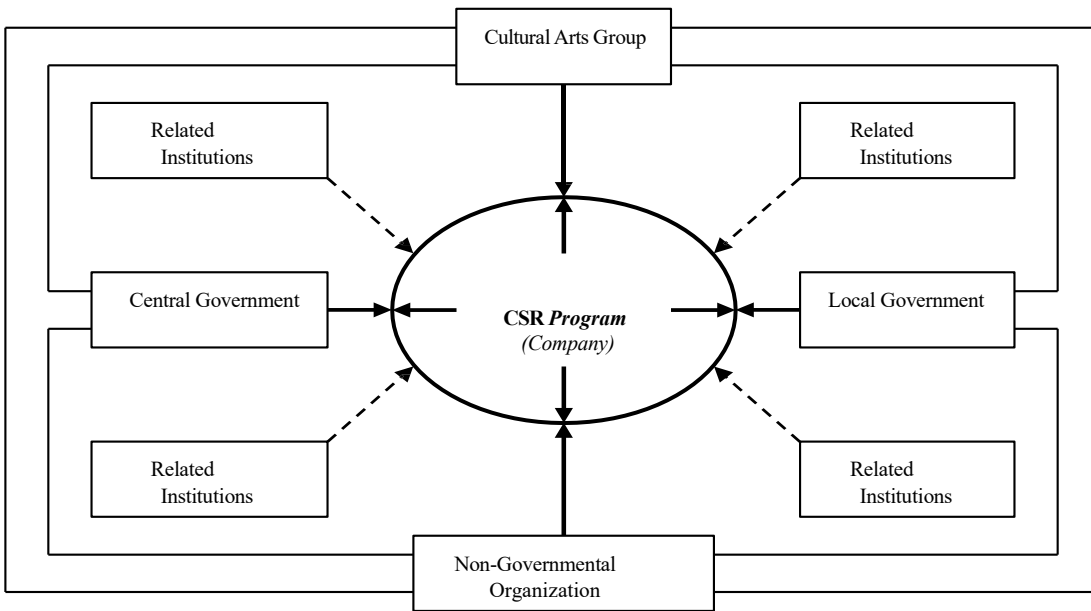 Cultural Arts Group
Related
Institutions
Related
Institutions
Central Government
CSR Program
(Company)
Local Government
Related
Institutions
Related
Institutions
Non-Governmental
Organization